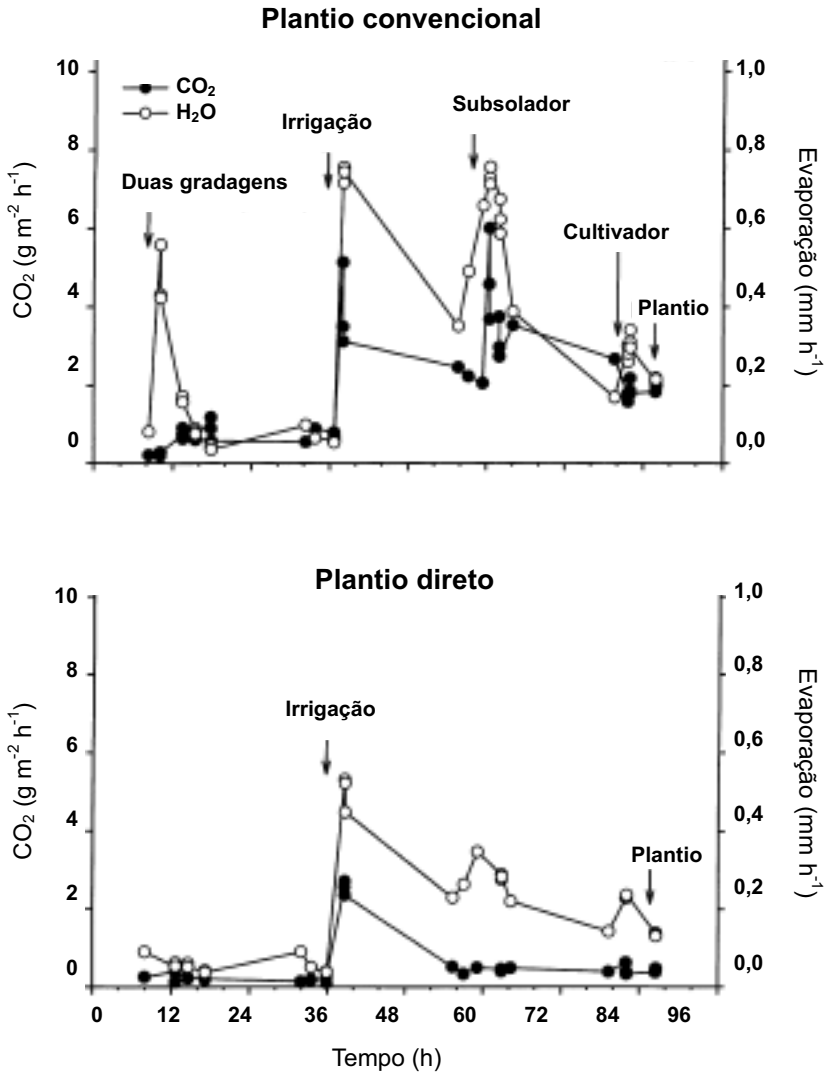 Plantio convencional
CO₂ (g m⁻² h⁻¹)
10
8
6
4
2
0
CO₂
H₂O
Duas gradagens
Irrigação
Subsolador
Cultivador
Plantio
1,0
0,8
0,6
0,4
0,2
0,0
Evaporação (mm h⁻¹)
Plantio direto
CO₂ (g m⁻² h⁻¹)
10
8
6
4
2
0
Irrigação
Plantio
1,0
0,8
0,6
0,4
0,2
0,0
Evaporação (mm h⁻¹)
0 12 24 36 48 60 72 84 96
Tempo (h)